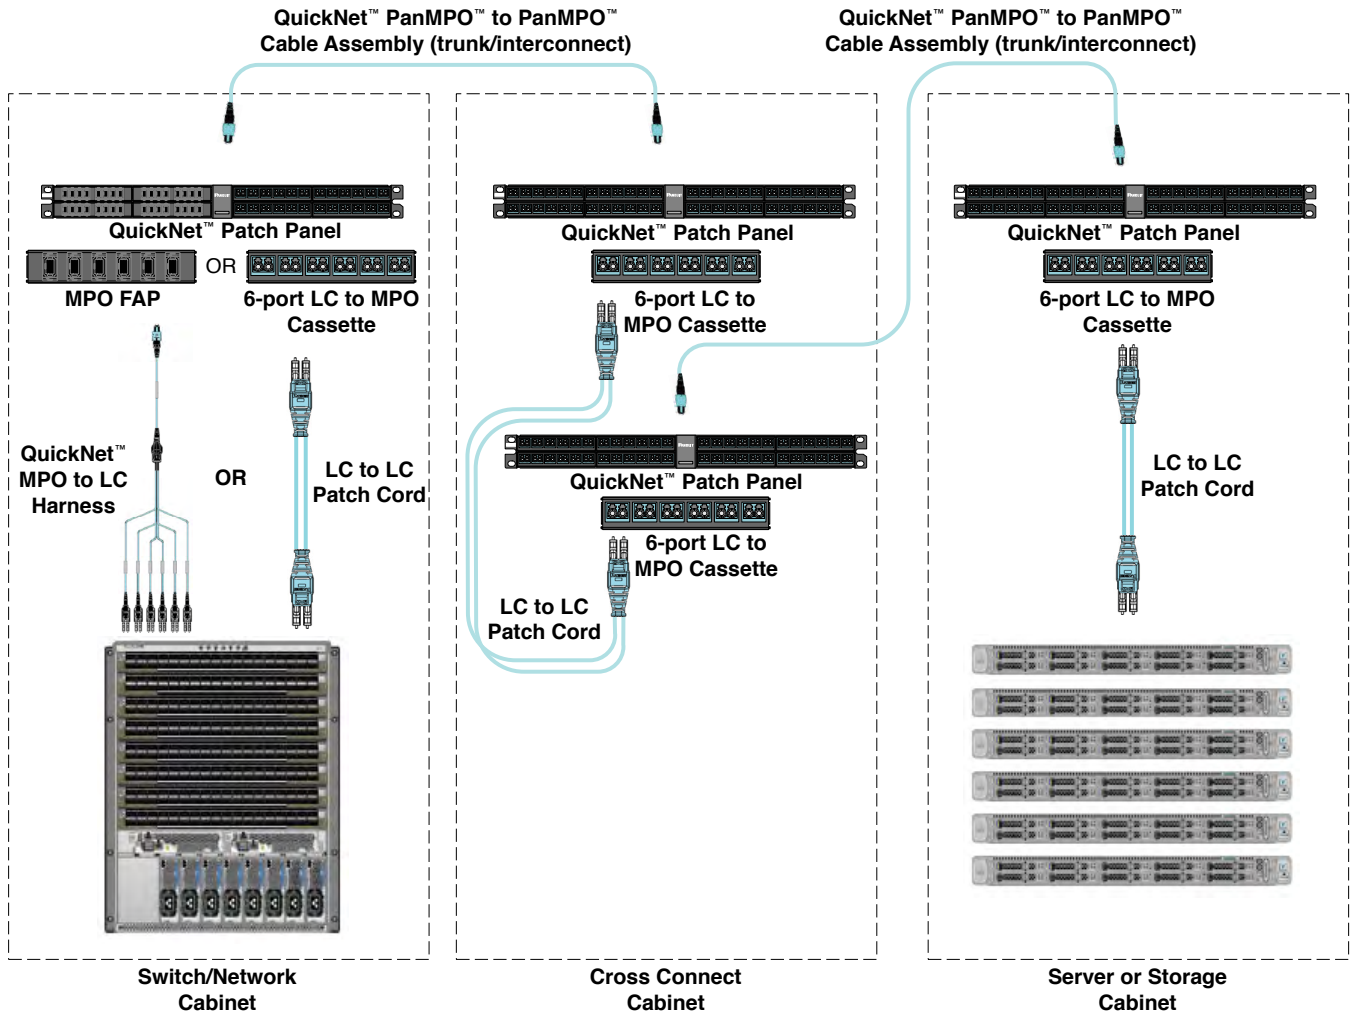 QuickNet™ PanMPO™ to PanMPO™
Cable Assembly (trunk/interconnect)
QuickNet™ PanMPO™ to PanMPO™
Cable Assembly (trunk/interconnect)
QuickNet™ Patch Panel
MPO FAP
OR
6-port LC to MPO
Cassette
QuickNet™
MPO to LC
Harness
OR
LC to LC
Patch Cord
Switch/Network
Cabinet
QuickNet™ Patch Panel
6-port LC to
MPO Cassette
QuickNet™ Patch Panel
6-port LC to
MPO Cassette
LC to LC
Patch Cord
Cross Connect
Cabinet
QuickNet™ Patch Panel
6-port LC to MPO
Cassette
LC to LC
Patch Cord
Server or Storage
Cabinet